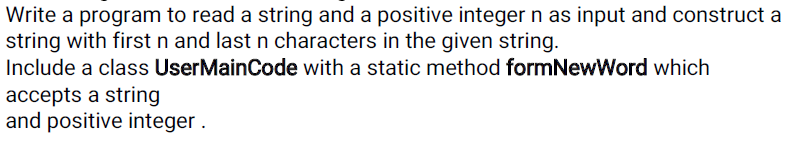 Write a program to read a string and a positive integer n as input and construct a
string with first n and last n characters in the given string.
Include a class UserMainCode with a static method formNewWord which
accepts a string
and positive integer .